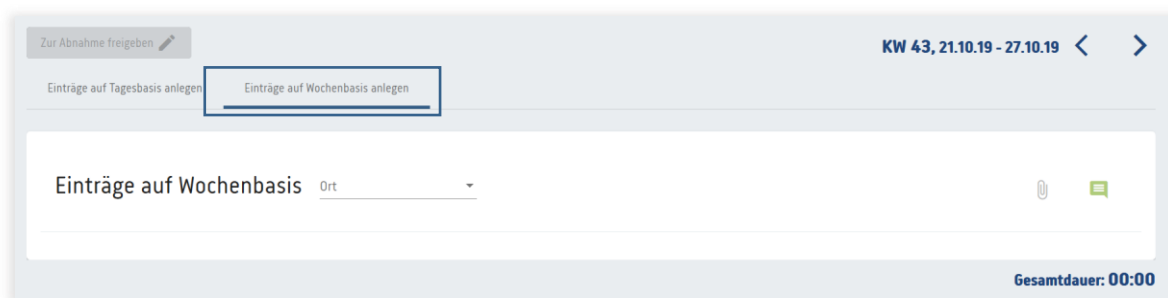 Zur Abnahme freigeben
KW 43, 21.10.19 - 27.10.19
Einträge auf Tagesbasis anlegen
Einträge auf Wochenbasis anlegen
Einträge auf Wochenbasis
Ort
Gesamtdauer: 00:00